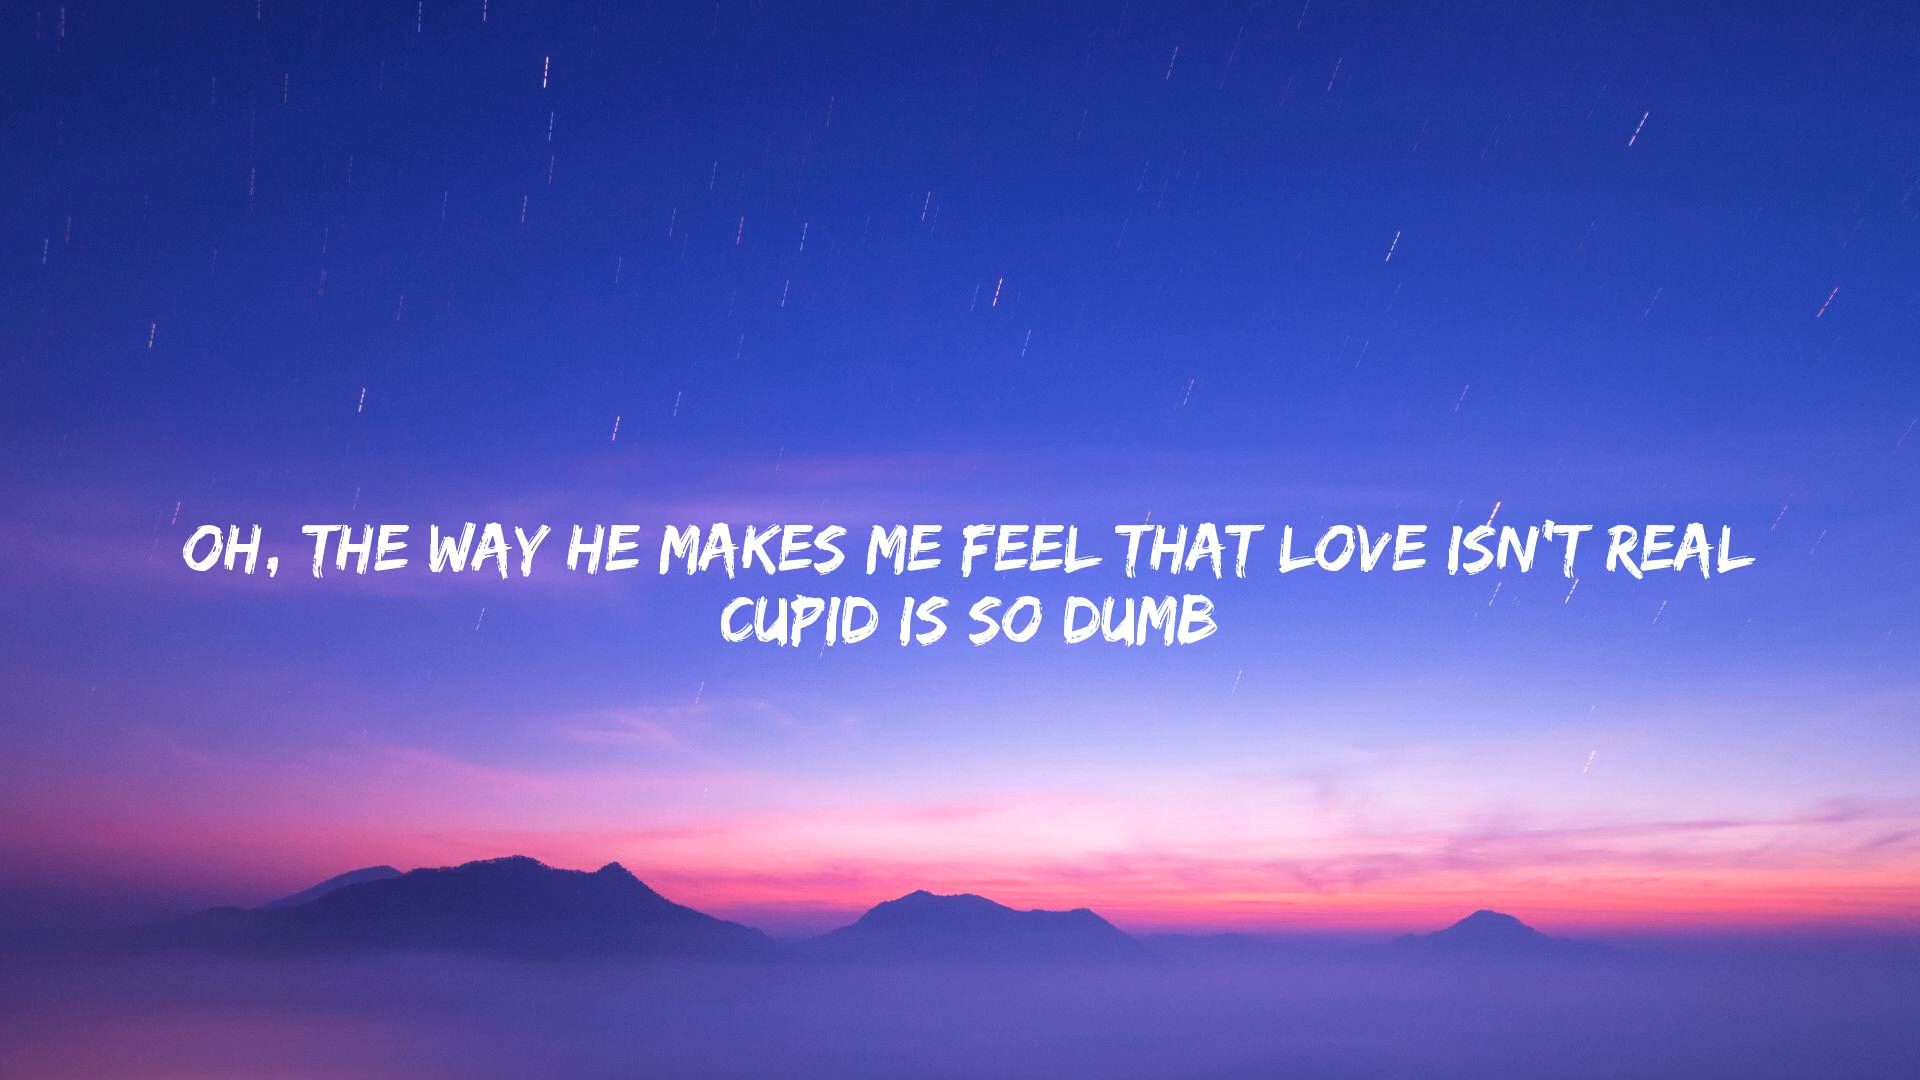 OH, THE WAY HE MAKES ME FEEL THAT LOVE ISN'T REAL
CUPID IS SO DUMB